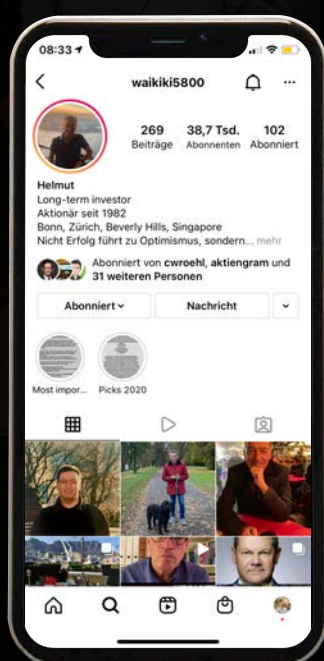 08:33
waikiki5800
269 38,7 Tsd. 102
Beiträge Abonnenten Abonniert
Helmut
Long-term investor
Aktionär seit 1982
Bonn, Zürich, Beverly Hills, Singapore
Nicht Erfolg führt zu Optimismus, sondern... mehr
Abonniert von cwroehl, aktiengram und
31 weiteren Personen
Abonniert Nachricht
Most impor... Picks 2020